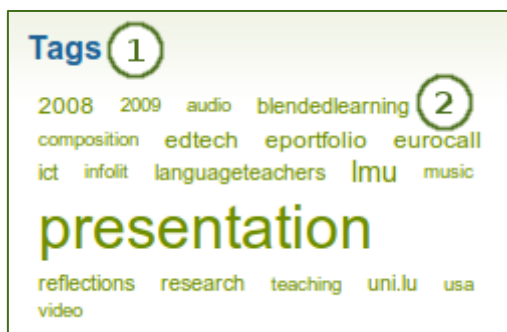 Tags 1
2008 2009 audio blendedlearning 2
composition edtech eportfolio eurocall
ict infolit languageteachers lmu music
presentation
reflections research teaching uni.lu usa
video